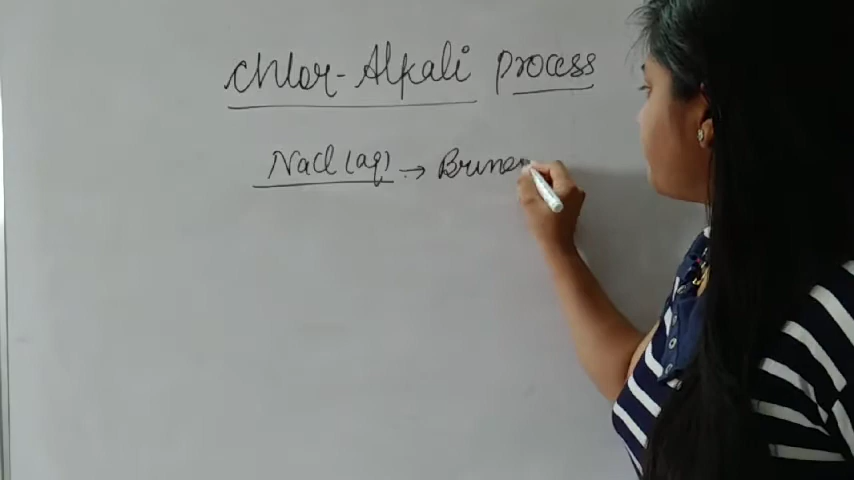 Chlor-Alkali process
NaCl (aq) → Brine